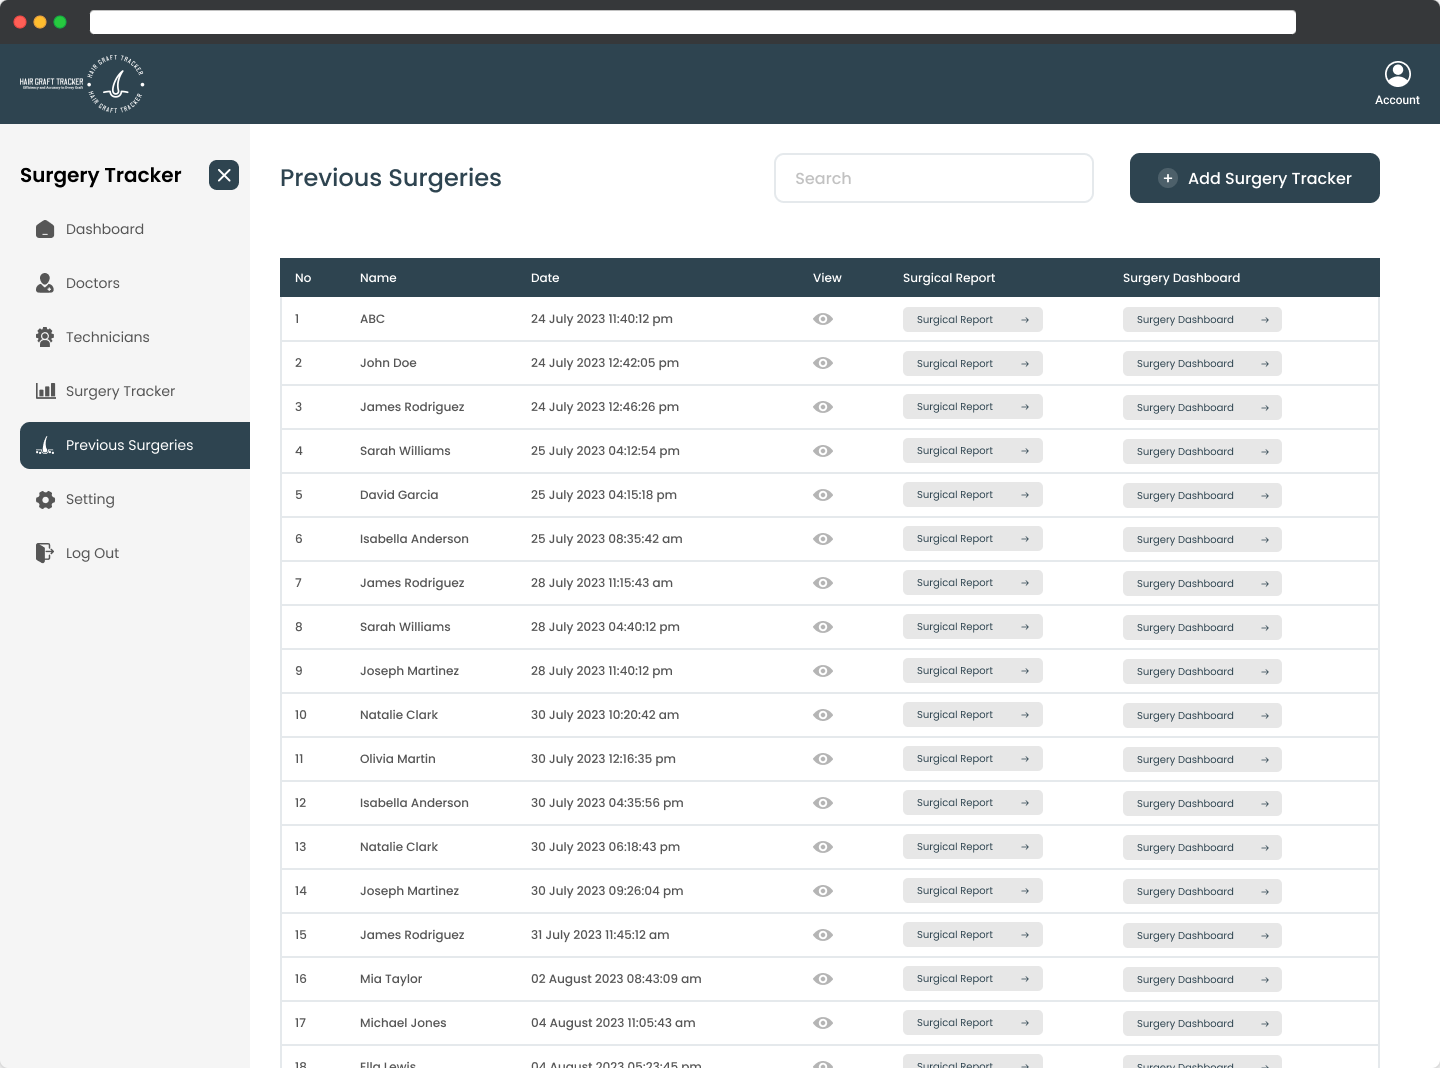 HAIR GRAFT TRACKER
Efficiency and Accuracy in Every Graft
HAIR GRAFT TRACKER
HAIR GRAFT TRACKER
Account
Surgery Tracker
Dashboard
Doctors
Technicians
Surgery Tracker
Previous Surgeries
Setting
Log Out
Previous Surgeries
Search
+ Add Surgery Tracker
No Name Date View Surgical Report Surgery Dashboard
1 ABC 24 July 2023 11:40:12 pm Surgical Report → Surgery Dashboard →
2 John Doe 24 July 2023 12:42:05 pm Surgical Report → Surgery Dashboard →
3 James Rodriguez 24 July 2023 12:46:26 pm Surgical Report → Surgery Dashboard →
4 Sarah Williams 25 July 2023 04:12:54 pm Surgical Report → Surgery Dashboard →
5 David Garcia 25 July 2023 04:15:18 pm Surgical Report → Surgery Dashboard →
6 Isabella Anderson 25 July 2023 08:35:42 am Surgical Report → Surgery Dashboard →
7 James Rodriguez 28 July 2023 11:15:43 am Surgical Report → Surgery Dashboard →
8 Sarah Williams 28 July 2023 04:40:12 pm Surgical Report → Surgery Dashboard →
9 Joseph Martinez 28 July 2023 11:40:12 pm Surgical Report → Surgery Dashboard →
10 Natalie Clark 30 July 2023 10:20:42 am Surgical Report → Surgery Dashboard →
11 Olivia Martin 30 July 2023 12:16:35 pm Surgical Report → Surgery Dashboard →
12 Isabella Anderson 30 July 2023 04:35:56 pm Surgical Report → Surgery Dashboard →
13 Natalie Clark 30 July 2023 06:18:43 pm Surgical Report → Surgery Dashboard →
14 Joseph Martinez 30 July 2023 09:26:04 pm Surgical Report → Surgery Dashboard →
15 James Rodriguez 31 July 2023 11:45:12 am Surgical Report → Surgery Dashboard →
16 Mia Taylor 02 August 2023 08:43:09 am Surgical Report → Surgery Dashboard →
17 Michael Jones 04 August 2023 11:05:43 am Surgical Report → Surgery Dashboard →
18 Ella Lewis 04 August 2023 05:23:45 pm Surgical Report → Surgery Dashboard →